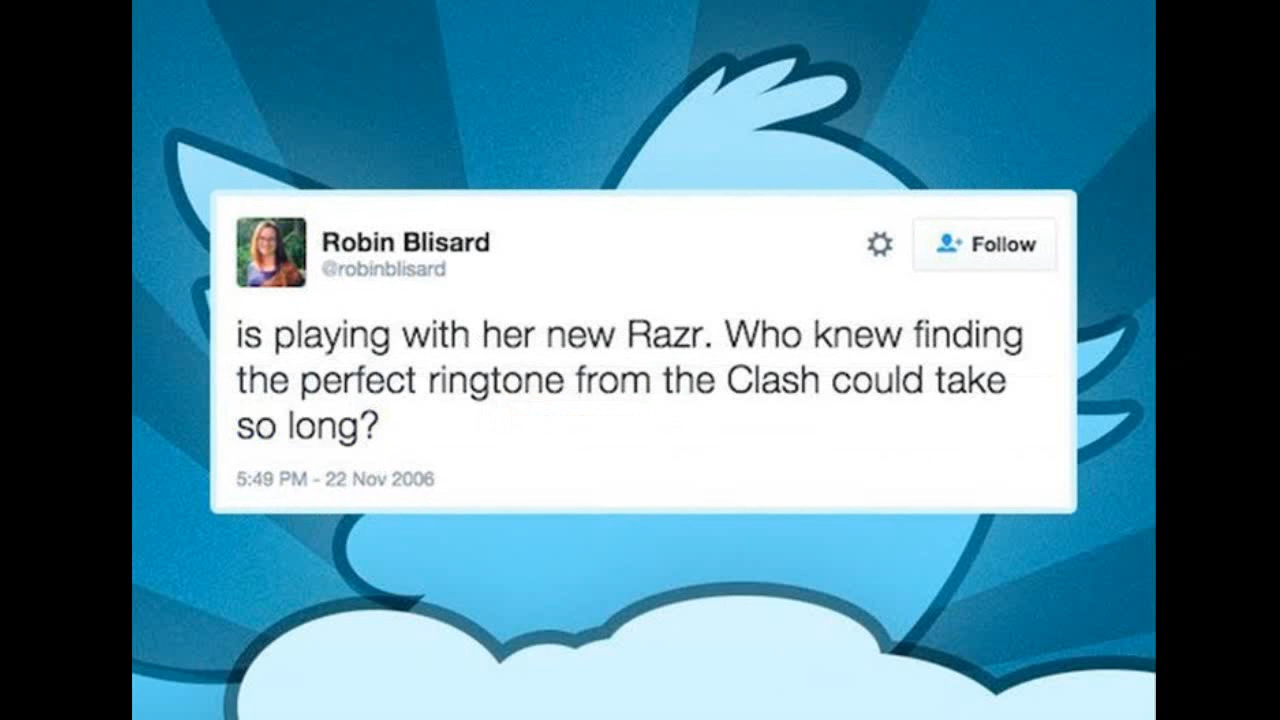 Robin Blisard
@robinblisard
Follow
is playing with her new Razr. Who knew finding
the perfect ringtone from the Clash could take
so long?
5:49 PM - 22 Nov 2006